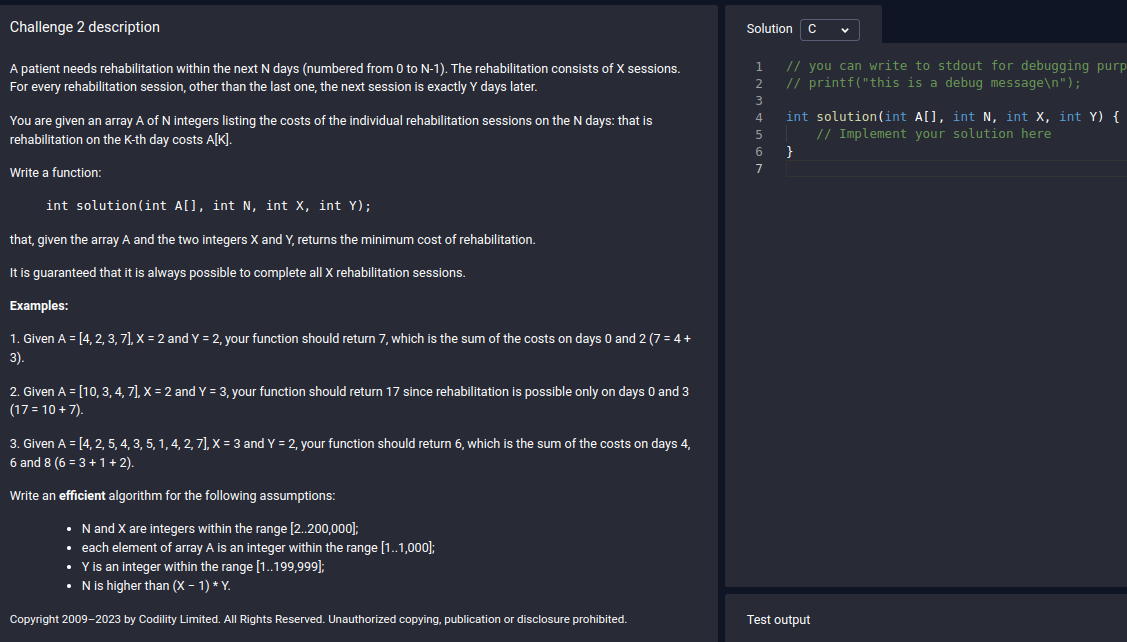 Challenge 2 description
A patient needs rehabilitation within the next N days (numbered from 0 to N-1). The rehabilitation consists of X sessions.
For every rehabilitation session, other than the last one, the next session is exactly Y days later.
You are given an array A of N integers listing the costs of the individual rehabilitation sessions on the N days: that is
rehabilitation on the K-th day costs A[K].
Write a function:
int solution(int A[], int N, int X, int Y);
that, given the array A and the two integers X and Y, returns the minimum cost of rehabilitation.
It is guaranteed that it is always possible to complete all X rehabilitation sessions.
Examples:
1. Given A = [4, 2, 3, 7], X = 2 and Y = 2, your function should return 7, which is the sum of the costs on days 0 and 2 (7 = 4 +
3).
2. Given A = [10, 3, 4, 7], X = 2 and Y = 3, your function should return 17 since rehabilitation is possible only on days 0 and 3
(17 = 10 + 7).
3. Given A = [4, 2, 5, 4, 3, 5, 1, 4, 2, 7], X = 3 and Y = 2, your function should return 6, which is the sum of the costs on days 4,
6 and 8 (6 = 3 + 1 + 2).
Write an efficient algorithm for the following assumptions:
• N and X are integers within the range [2..200,000];
• each element of array A is an integer within the range [1..1,000];
• Y is an integer within the range [1..199,999];
• N is higher than (X − 1) * Y.
Copyright 2009–2023 by Codility Limited. All Rights Reserved. Unauthorized copying, publication or disclosure prohibited.
Solution C
1 // you can write to stdout for debugging purp
2 // printf("this is a debug message\n");
3
4 int solution(int A[], int N, int X, int Y) {
5 // Implement your solution here
6 }
7
Test output